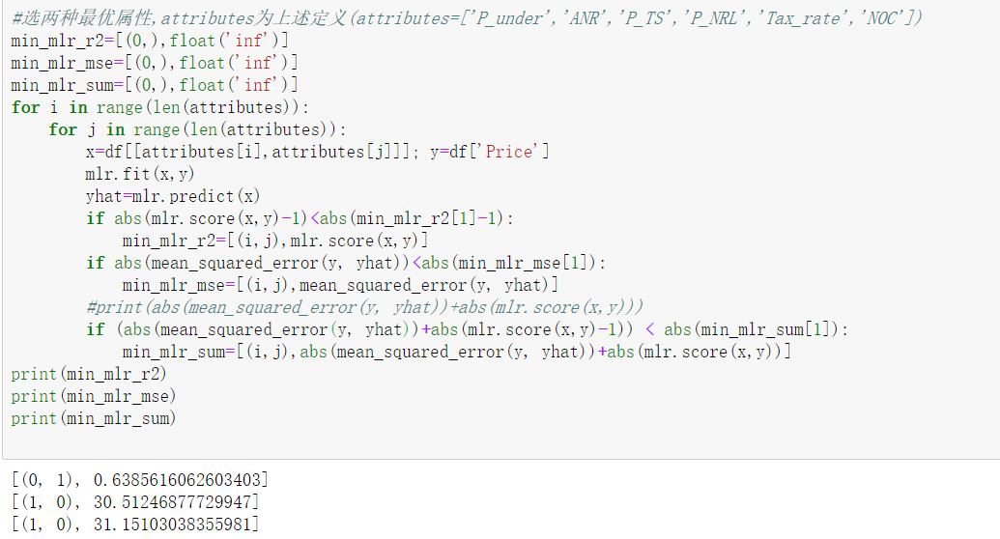 #选两种最优属性,attributes为上述定义(attributes=['P_under','ANR','P_TS','P_NRL','Tax_rate','NOC'])
min_mlr_r2=[(0,),float('inf')]
min_mlr_mse=[(0,),float('inf')]
min_mlr_sum=[(0,),float('inf')]
for i in range(len(attributes)):
    for j in range(len(attributes)):
        x=df[[attributes[i],attributes[j]]]; y=df['Price']
        mlr.fit(x,y)
        yhat=mlr.predict(x)
        if abs(mlr.score(x,y)-1)<abs(min_mlr_r2[1]-1):
            min_mlr_r2=[(i,j),mlr.score(x,y)]
        if abs(mean_squared_error(y, yhat))<abs(min_mlr_mse[1]):
            min_mlr_mse=[(i,j),mean_squared_error(y, yhat)]
        #print(abs(mean_squared_error(y, yhat))+abs(mlr.score(x,y)))
        if (abs(mean_squared_error(y, yhat))+abs(mlr.score(x,y)-1)) < abs(min_mlr_sum[1]):
            min_mlr_sum=[(i,j),abs(mean_squared_error(y, yhat))+abs(mlr.score(x,y))]
print(min_mlr_r2)
print(min_mlr_mse)
print(min_mlr_sum)
[(0, 1), 0.6385616062603403]
[(1, 0), 30.51246877729947]
[(1, 0), 31.15103038355981]